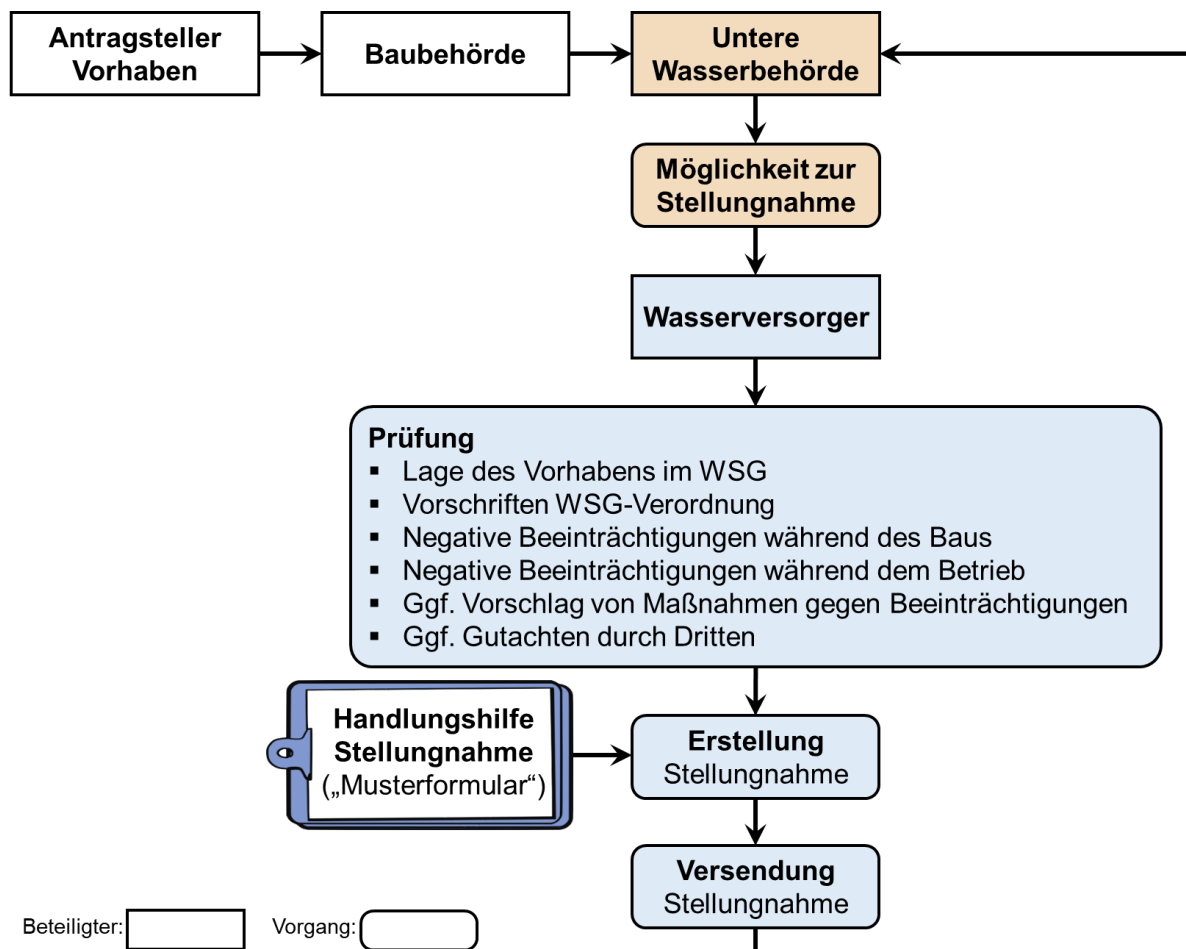 Antragsteller
Vorhaben
Baubehörde
Untere
Wasserbehörde
Möglichkeit zur
Stellungnahme
Wasserversorger
Prüfung
▪ Lage des Vorhabens im WSG
▪ Vorschriften WSG-Verordnung
▪ Negative Beeinträchtigungen während des Baus
▪ Negative Beeinträchtigungen während dem Betrieb
▪ Ggf. Vorschlag von Maßnahmen gegen Beeinträchtigungen
▪ Ggf. Gutachten durch Dritten
Handlungshilfe
Stellungnahme
(„Musterformular“)
Erstellung
Stellungnahme
Versendung
Stellungnahme
Beteiligter:
Vorgang: